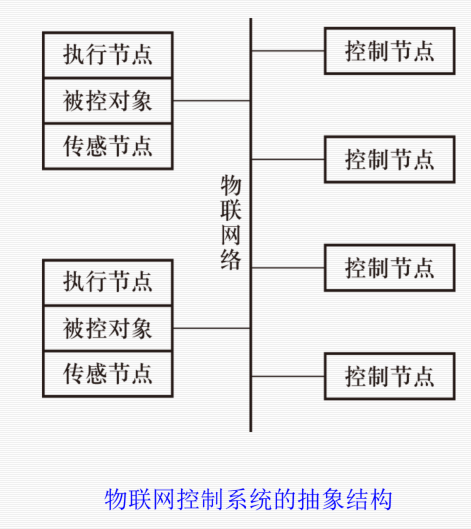 执行节点
被控对象
传感节点
控制节点
控制节点
物联网络
执行节点
被控对象
传感节点
控制节点
控制节点
物联网控制系统的抽象结构